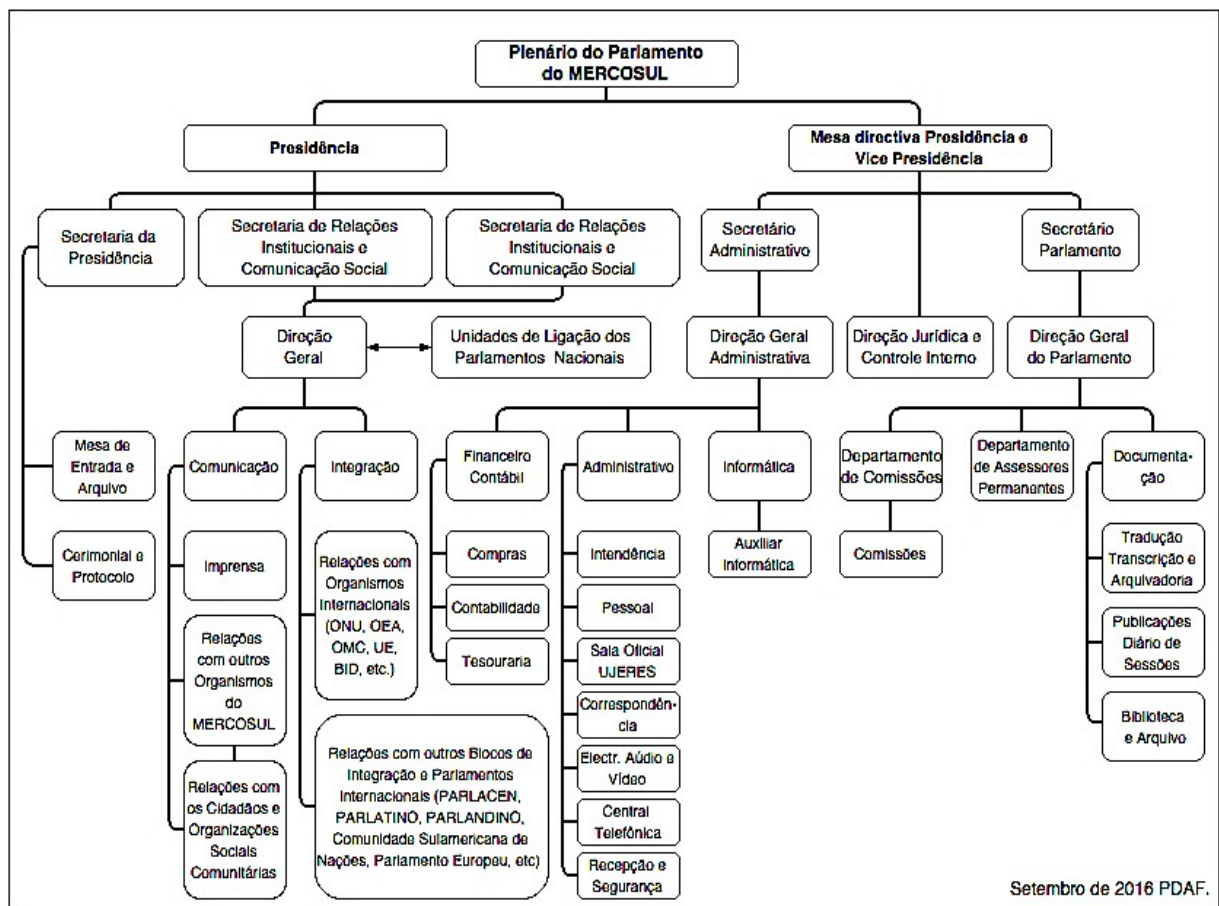 Plenário do Parlamento
do MERCOSUL
Presidência
Mesa directiva Presidência e
Vice Presidência
Secretaria da
Presidência
Secretaria de Relações
Institucionais e
Comunicação Social
Secretaria de Relações
Institucionais e
Comunicação Social
Secretário
Administrativo
Secretário
Parlamento
Direção
Geral
Unidades de Ligação dos
Parlamentos Nacionais
Direção Geral
Administrativa
Direção Jurídica e
Controle Interno
Direção Geral
do Parlamento
Mesa de
Entrada e
Arquivo
Cerimonial e
Protocolo
Comunicação
Imprensa
Relações
com outros
Organismos
do
MERCOSUL
Relações com
os Cidadãos e
Organizações
Sociais
Comunitárias
Integração
Relações com
Organismos
Internacionais
(ONU, OEA,
OMC, UE,
BID, etc.)
Relações com outros Blocos de
Integração e Parlamentos
Internacionais (PARLACEN,
PARLATINO, PARLANDINO,
Comunidade Sulamericana de
Nações, Parlamento Europeu, etc)
Financeiro
Contábil
Compras
Contabilidade
Tesouraria
Administrativo
Intendência
Pessoal
Sala Oficial
UJERES
Correspondên-
cia
Electr. Aúdio e
Vídeo
Central
Telefônica
Recepção e
Segurança
Informática
Auxiliar
Informática
Departamento
de Comissões
Comissões
Departamento
de Assessores
Permanentes
Documenta-
ção
Tradução
Transcrição e
Arquivadoria
Publicações
Diário de
Sessões
Biblioteca
e Arquivo
Setembro de 2016 PDAF.